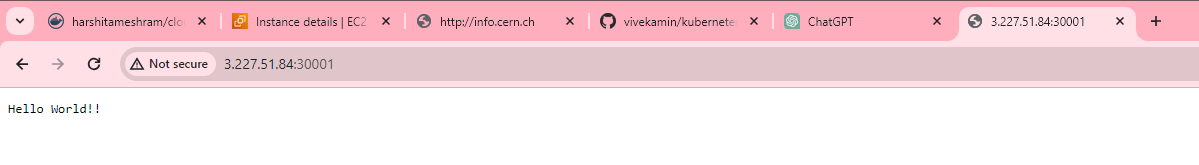 harshitameshram/clo
Instance details | EC2
http://info.cern.ch
vivekamin/kubernete
ChatGPT
3.227.51.84:30001
Not secure
3.227.51.84:30001
Hello World!!